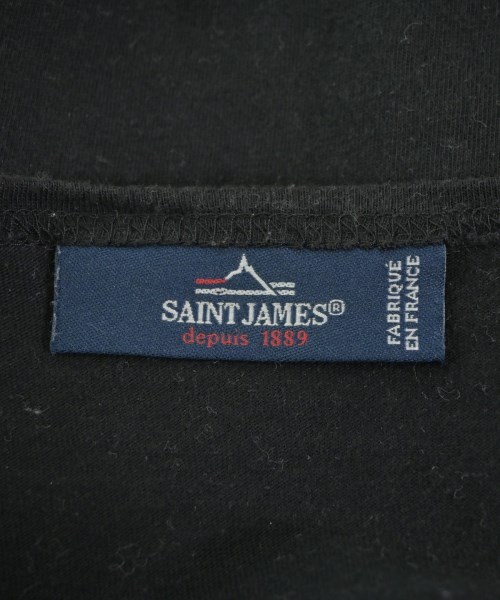 SAINT JAMES®
depuis 1889
FABRIQUÉ
EN FRANCE